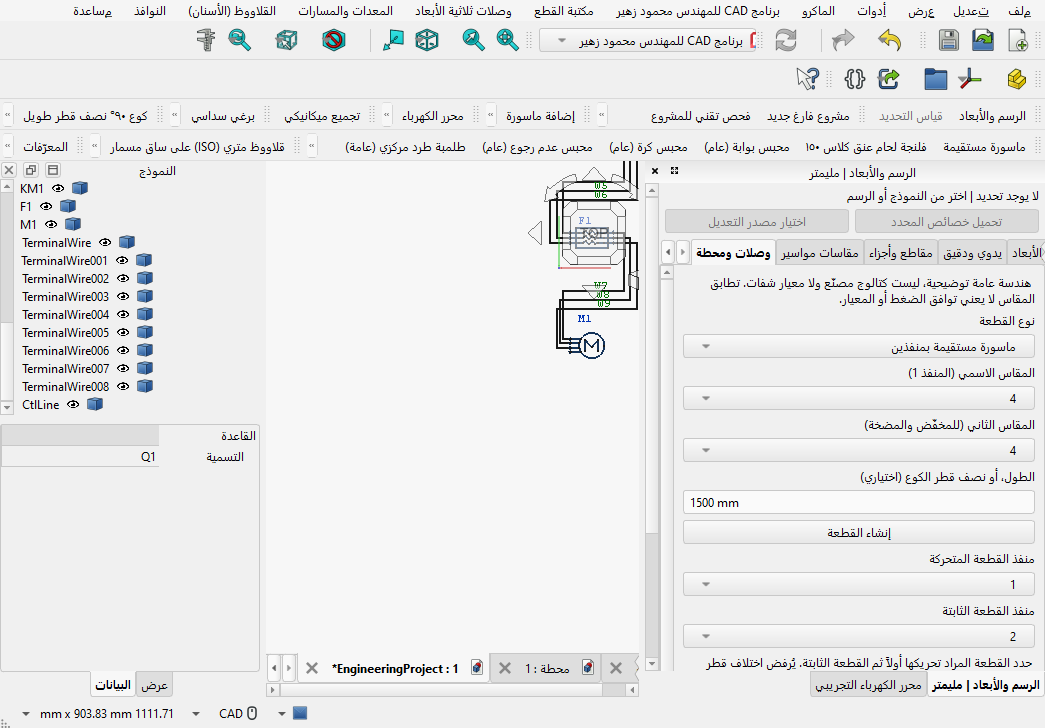 ملف تعديل عرض أدوات الماكرو برنامج CAD للمهندس محمود زهير مكتبة القطع وصلات ثلاثية الأبعاد المعدات والمسارات القلاووظ (الأسنان) النوافذ مساعدة
برنامج CAD للمهندس محمود زهير
الرسم والأبعاد قياس التحديد مشروع فارغ جديد فحص تقني للمشروع إضافة ماسورة محرر الكهرباء تجميع ميكانيكي برغي سداسي كوع ٩٠° نصف قطر طويل
ماسورة مستقيمة فلنجة لحام عنق كلاس ١٥٠ محبس بوابة (عام) محبس كرة (عام) محبس عدم رجوع (عام) طلمبة طرد مركزي (عامة) قلاووظ متري (ISO) على ساق مسمار المعرّفات
النموذج
KM1
F1
M1
TerminalWire
TerminalWire001
TerminalWire002
TerminalWire003
TerminalWire004
TerminalWire005
TerminalWire006
TerminalWire007
TerminalWire008
CtlLine
القاعدة
التسمية Q1
عرض البيانات
W5
W6
F1
TOP
W7
W8
W9
M1
M
EngineeringProject : 1*
محطة : 1
الرسم والأبعاد | مليمتر
لا يوجد تحديد | اختر من النموذج أو الرسم
تحميل خصائص المحدد اختيار مصدر التعديل
الأبعاد يدوي ودقيق مقاطع وأجزاء مقاسات مواسير وصلات ومحطة
هندسة عامة توضيحية، ليست كتالوج مصنّع ولا معيار شفات. تطابق
المقاس لا يعني توافق الضغط أو المعيار.
نوع القطعة
ماسورة مستقيمة بمنفذين
المقاس الاسمي (المنفذ 1)
4
المقاس الثاني (للمخفّض والمضخة)
4
الطول، أو نصف قطر الكوع (اختياري)
1500 mm
إنشاء القطعة
منفذ القطعة المتحركة
1
منفذ القطعة الثابتة
2
حدد القطعة المراد تحريكها أولاً ثم القطعة الثابتة. يُرفض اختلاف قطر
الرسم والأبعاد | مليمتر محرر الكهرباء التجريبي
CAD
mm x 903.83 mm 1111.71